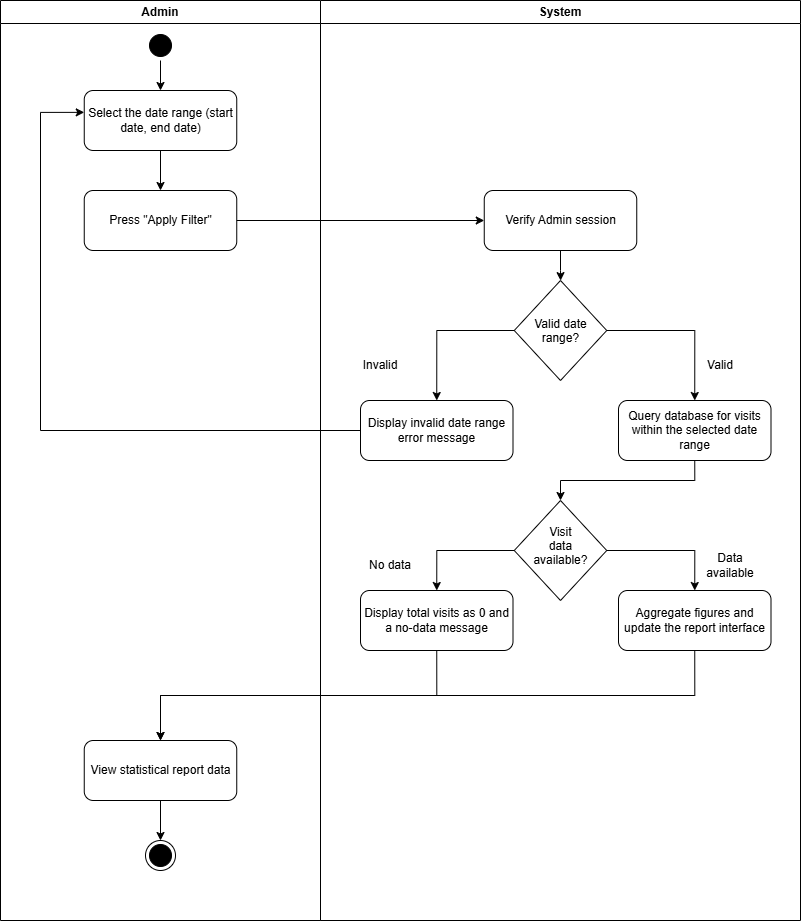 Admin
System
Select the date range (start
date, end date)
Press "Apply Filter"
Verify Admin session
Valid date
range?
Invalid
Valid
Display invalid date range
error message
Query database for visits
within the selected date
range
Visit
data
available?
No data
Data
available
Display total visits as 0 and
a no-data message
Aggregate figures and
update the report interface
View statistical report data